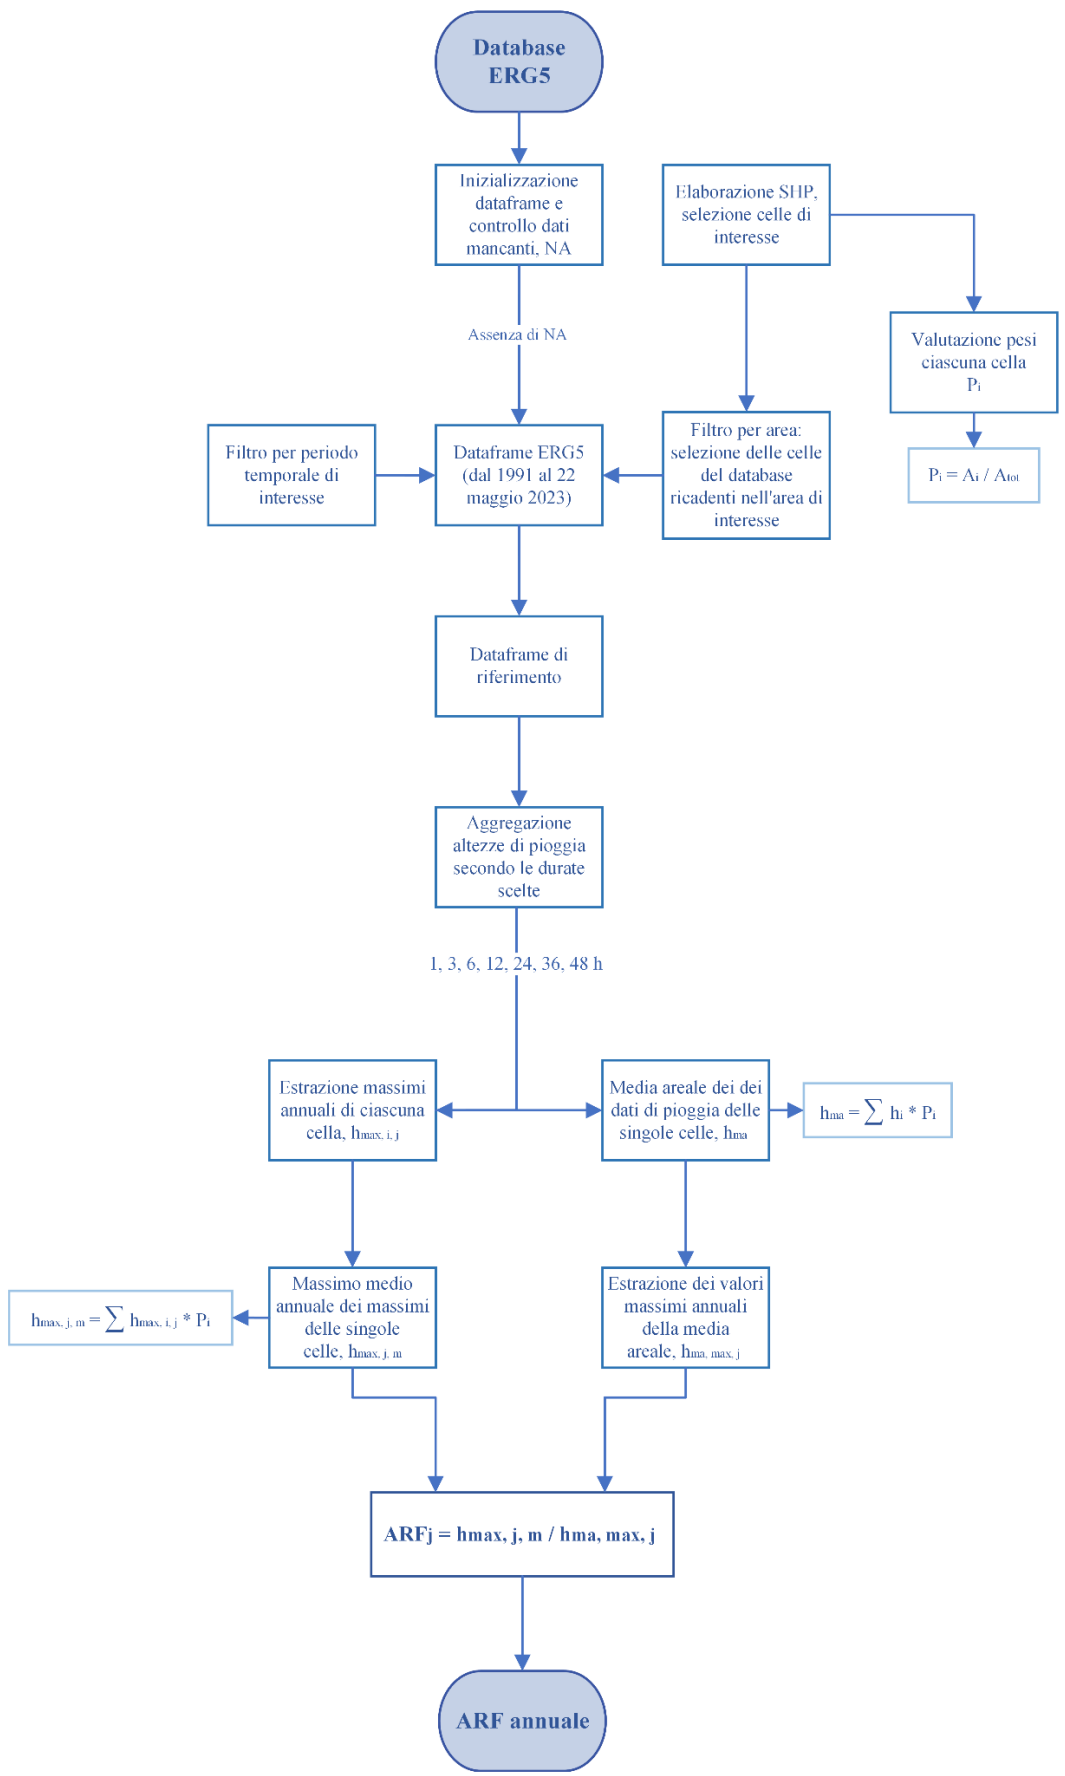 Database
ERG5
Inizializzazione
dataframe e
controllo dati
mancanti, NA
Elaborazione SHP,
selezione celle di
interesse
Assenza di NA
Valutazione pesi
ciascuna cella
Pi
Filtro per periodo
temporale di
interesse
Dataframe ERG5
(dal 1991 al 22
maggio 2023)
Filtro per area:
selezione delle celle
del database
ricadenti nell'area di
interesse
Pi = Ai / Atot
Dataframe di
riferimento
Aggregazione
altezze di pioggia
secondo le durate
scelte
1, 3, 6, 12, 24, 36, 48 h
Estrazione massimi
annuali di ciascuna
cella, hmax, i, j
Media areale dei dei
dati di pioggia delle
singole celle, hma
hma = ∑ hi * Pi
Massimo medio
annuale dei massimi
delle singole
celle, hmax, j, m
hmax, j, m = ∑ hmax, i, j * Pi
Estrazione dei valori
massimi annuali
della media
areale, hma, max, j
ARFj = hmax, j, m / hma, max, j
ARF annuale